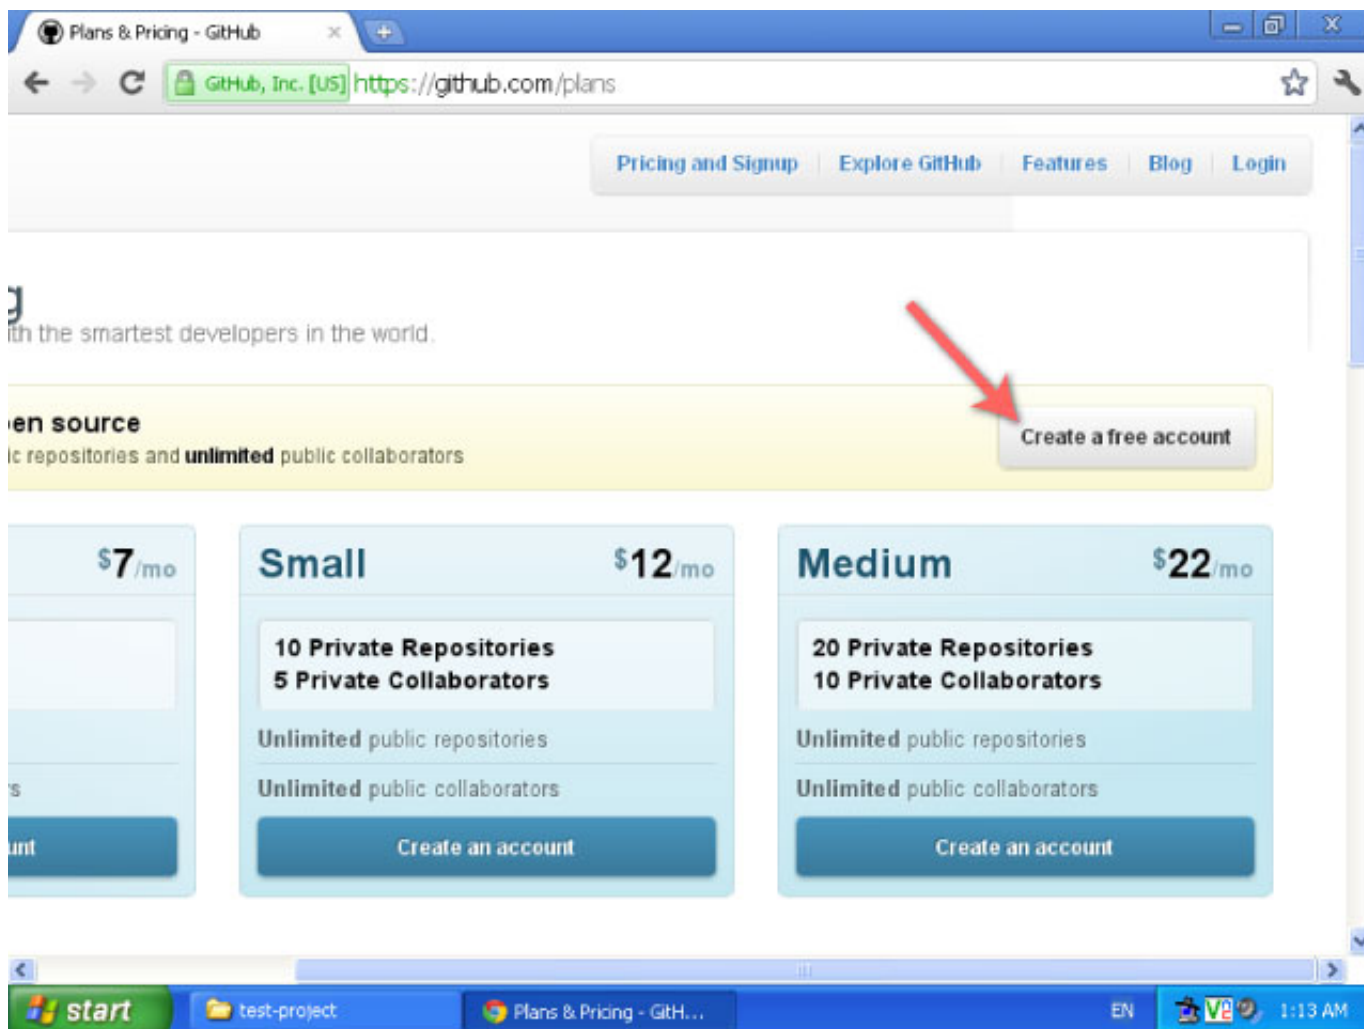 Plans & Pricing - GitHub
GitHub, Inc. [US] https://github.com/plans
Pricing and Signup Explore GitHub Features Blog Login
g
ith the smartest developers in the world.
en source
ic repositories and unlimited public collaborators
Create a free account
$7/mo
Small $12/mo
Medium $22/mo
10 Private Repositories
5 Private Collaborators
20 Private Repositories
10 Private Collaborators
Unlimited public repositories
Unlimited public repositories
s
Unlimited public collaborators
Unlimited public collaborators
unt
Create an account
Create an account
start test-project Plans & Pricing - GitH... EN V2 1:13 AM